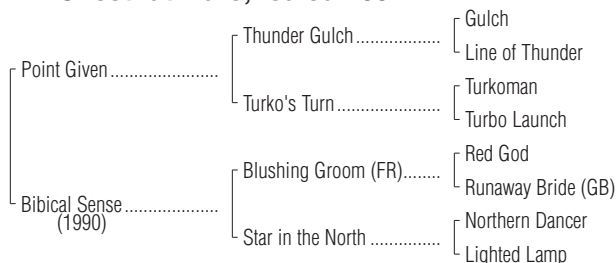 Gulch
Thunder Gulch..................
Line of Thunder
Point Given.......................
Turkoman
Turko's Turn......................
Turbo Launch
Red God
Blushing Groom (FR)........
Runaway Bride (GB)
Bibical Sense....................
(1990)
Northern Dancer
Star in the North...............
Lighted Lamp